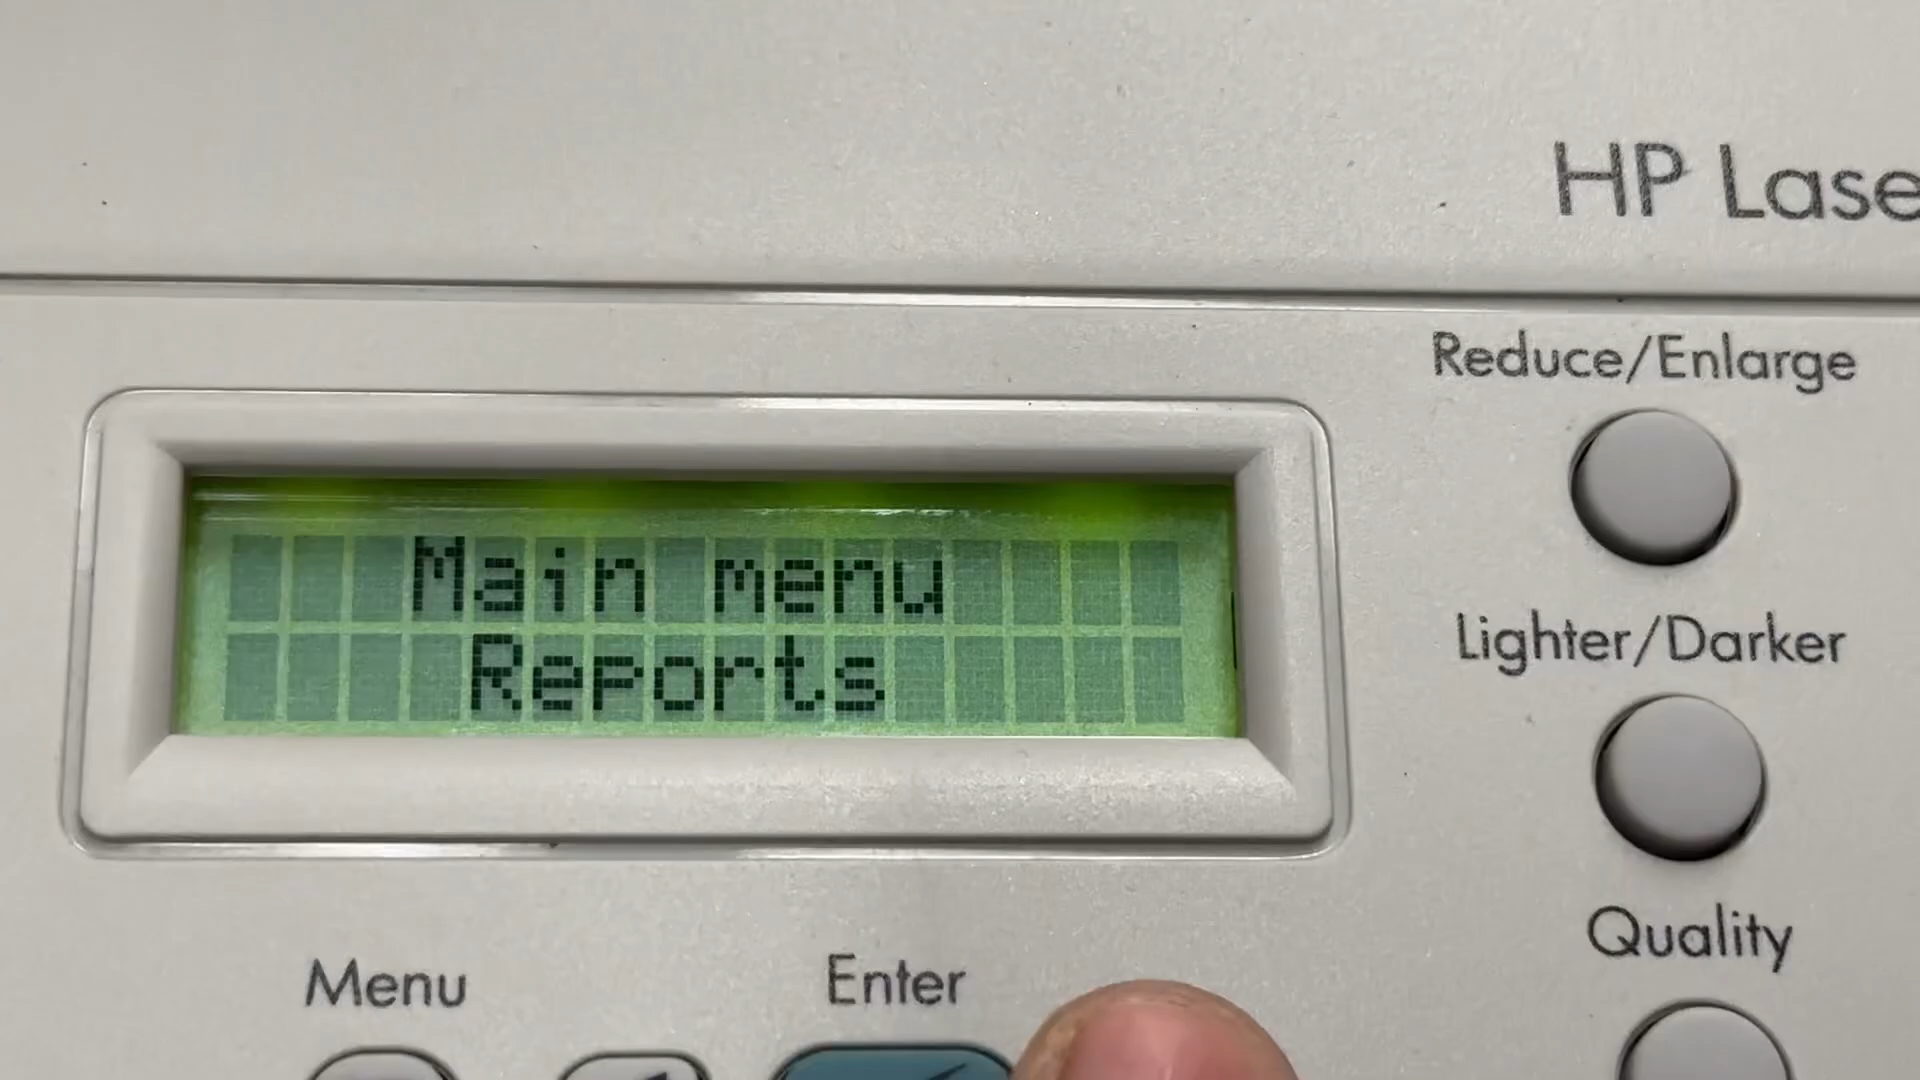 HP Lase
Reduce/Enlarge
Main menu
Reports
Lighter/Darker
Quality
Menu
Enter